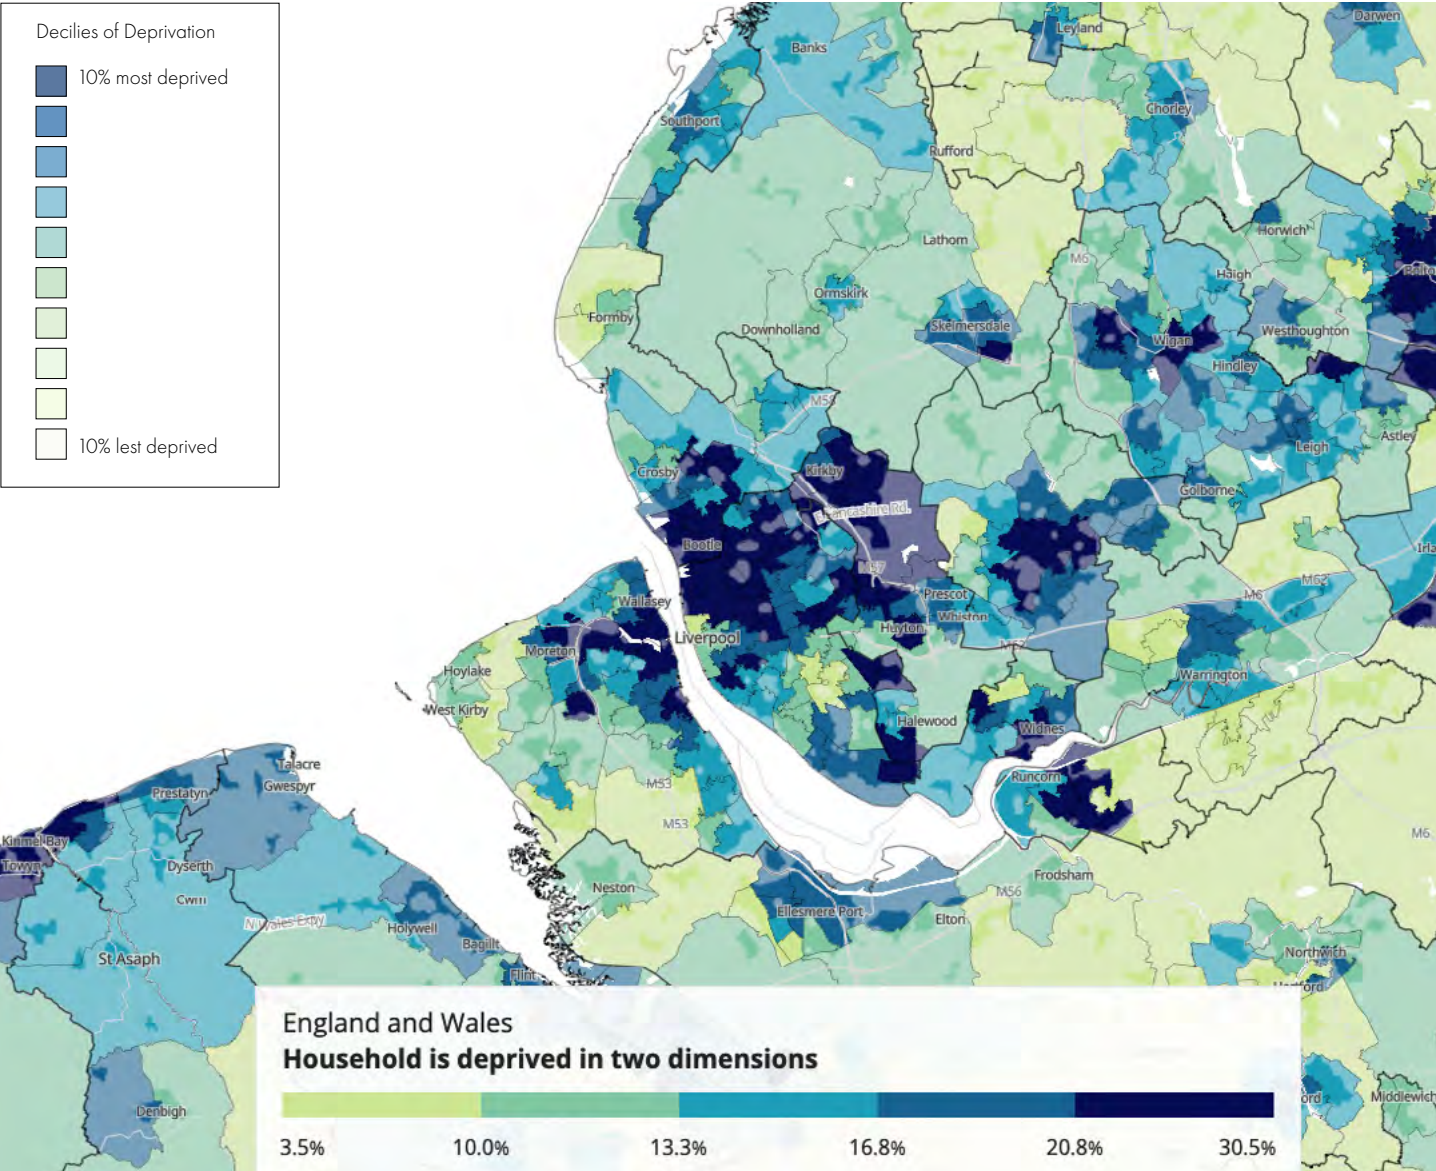 Decilies of Deprivation
10% most deprived
10% lest deprived
Leyland
Darwen
Banks
Chorley
Southport
Rufford
Lathom
Horwich
M6
Haigh
Ormskirk
Formby
Downholland
Skelmersdale
Wigan
Westhoughton
Hindley
M58
Astley
Leigh
Crosby
Kirkby
Golborne
E Lancashire Rd.
Bootle
M57
M62
M6
Prescot
Wallasey
Whiston
Huyton
Liverpool
M62
Moreton
Hoylake
Warrington
West Kirby
Halewood
Widnes
Talacre
Runcorn
Gwespyr
M53
Prestatyn
M53
M6
Kinmel Bay
Towyn
Dyserth
Frodsham
Neston
M56
Cwm
Ellesmere Port
Elton
N Wales Expy
Holywell
Bagillt
Northwich
St Asaph
Flint
Hartford
England and Wales
Household is deprived in two dimensions
Middlewich
Denbigh
3.5% 10.0% 13.3% 16.8% 20.8% 30.5%